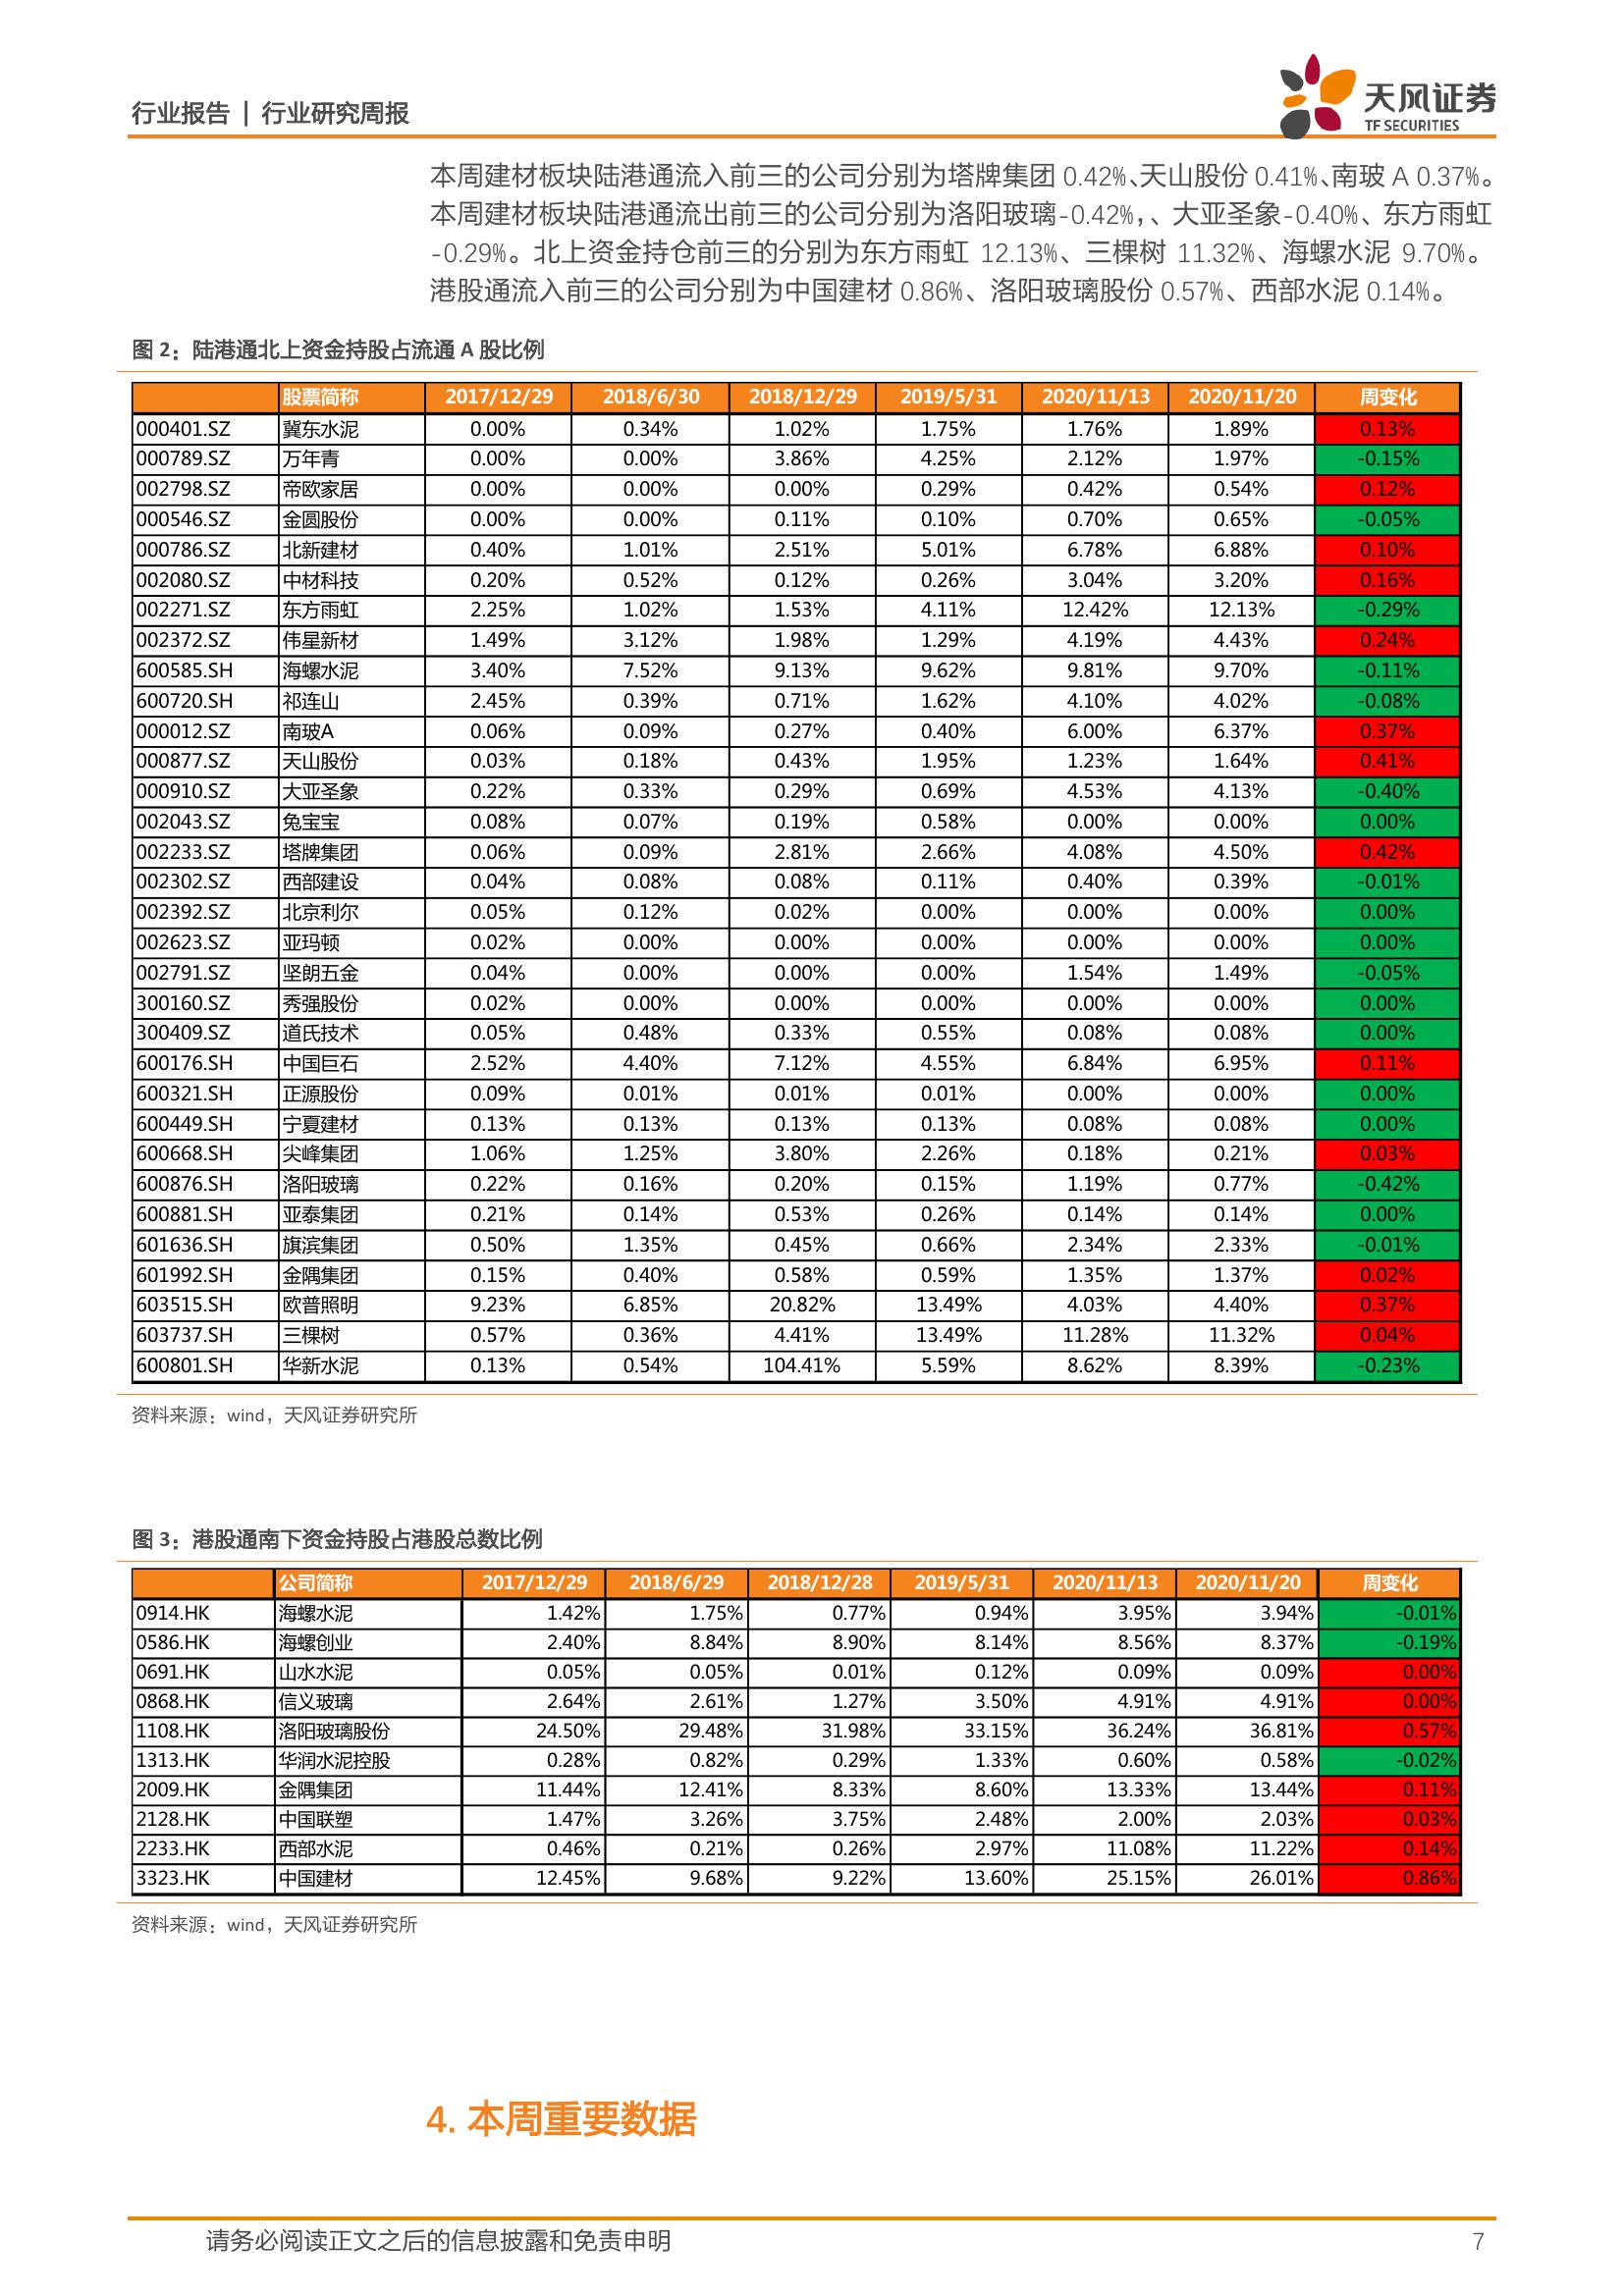 行业报告 | 行业研究周报
天风证券
TF SECURITIES
本周建材板块陆港通流入前三的公司分别为塔牌集团 0.42%、天山股份 0.41%、南玻 A 0.37%。
本周建材板块陆港通流出前三的公司分别为洛阳玻璃-0.42%,、大亚圣象-0.40%、东方雨虹
-0.29%。北上资金持仓前三的分别为东方雨虹 12.13%、三棵树 11.32%、海螺水泥 9.70%。
港股通流入前三的公司分别为中国建材 0.86%、洛阳玻璃股份 0.57%、西部水泥 0.14%。
图 2：陆港通北上资金持股占流通 A 股比例
股票简称 2017/12/29 2018/6/30 2018/12/29 2019/5/31 2020/11/13 2020/11/20 周变化
000401.SZ 冀东水泥 0.00% 0.34% 1.02% 1.75% 1.76% 1.89% 0.13%
000789.SZ 万年青 0.00% 0.00% 3.86% 4.25% 2.12% 1.97% -0.15%
002798.SZ 帝欧家居 0.00% 0.00% 0.00% 0.29% 0.42% 0.54% 0.12%
000546.SZ 金圆股份 0.00% 0.00% 0.11% 0.10% 0.70% 0.65% -0.05%
000786.SZ 北新建材 0.40% 1.01% 2.51% 5.01% 6.78% 6.88% 0.10%
002080.SZ 中材科技 0.20% 0.52% 0.12% 0.26% 3.04% 3.20% 0.16%
002271.SZ 东方雨虹 2.25% 1.02% 1.53% 4.11% 12.42% 12.13% -0.29%
002372.SZ 伟星新材 1.49% 3.12% 1.98% 1.29% 4.19% 4.43% 0.24%
600585.SH 海螺水泥 3.40% 7.52% 9.13% 9.62% 9.81% 9.70% -0.11%
600720.SH 祁连山 2.45% 0.39% 0.71% 1.62% 4.10% 4.02% -0.08%
000012.SZ 南玻A 0.06% 0.09% 0.27% 0.40% 6.00% 6.37% 0.37%
000877.SZ 天山股份 0.03% 0.18% 0.43% 1.95% 1.23% 1.64% 0.41%
000910.SZ 大亚圣象 0.22% 0.33% 0.29% 0.69% 4.53% 4.13% -0.40%
002043.SZ 兔宝宝 0.08% 0.07% 0.19% 0.58% 0.00% 0.00% 0.00%
002233.SZ 塔牌集团 0.06% 0.09% 2.81% 2.66% 4.08% 4.50% 0.42%
002302.SZ 西部建设 0.04% 0.08% 0.08% 0.11% 0.40% 0.39% -0.01%
002392.SZ 北京利尔 0.05% 0.12% 0.02% 0.00% 0.00% 0.00% 0.00%
002623.SZ 亚玛顿 0.02% 0.00% 0.00% 0.00% 0.00% 0.00% 0.00%
002791.SZ 坚朗五金 0.04% 0.00% 0.00% 0.00% 1.54% 1.49% -0.05%
300160.SZ 秀强股份 0.02% 0.00% 0.00% 0.00% 0.00% 0.00% 0.00%
300409.SZ 道氏技术 0.05% 0.48% 0.33% 0.55% 0.08% 0.08% 0.00%
600176.SH 中国巨石 2.52% 4.40% 7.12% 4.55% 6.84% 6.95% 0.11%
600321.SH 正源股份 0.09% 0.01% 0.01% 0.01% 0.00% 0.00% 0.00%
600449.SH 宁夏建材 0.13% 0.13% 0.13% 0.13% 0.08% 0.08% 0.00%
600668.SH 尖峰集团 1.06% 1.25% 3.80% 2.26% 0.18% 0.21% 0.03%
600876.SH 洛阳玻璃 0.22% 0.16% 0.20% 0.15% 1.19% 0.77% -0.42%
600881.SH 亚泰集团 0.21% 0.14% 0.53% 0.26% 0.14% 0.14% 0.00%
601636.SH 旗滨集团 0.50% 1.35% 0.45% 0.66% 2.34% 2.33% -0.01%
601992.SH 金隅集团 0.15% 0.40% 0.58% 0.59% 1.35% 1.37% 0.02%
603515.SH 欧普照明 9.23% 6.85% 20.82% 13.49% 4.03% 4.40% 0.37%
603737.SH 三棵树 0.57% 0.36% 4.41% 13.49% 11.28% 11.32% 0.04%
600801.SH 华新水泥 0.13% 0.54% 104.41% 5.59% 8.62% 8.39% -0.23%
资料来源：wind，天风证券研究所
图 3：港股通南下资金持股占港股总数比例
公司简称 2017/12/29 2018/6/29 2018/12/28 2019/5/31 2020/11/13 2020/11/20 周变化
0914.HK 海螺水泥 1.42% 1.75% 0.77% 0.94% 3.95% 3.94% -0.01%
0586.HK 海螺创业 2.40% 8.84% 8.90% 8.14% 8.56% 8.37% -0.19%
0691.HK 山水水泥 0.05% 0.05% 0.01% 0.12% 0.09% 0.09% 0.00%
0868.HK 信义玻璃 2.64% 2.61% 1.27% 3.50% 4.91% 4.91% 0.00%
1108.HK 洛阳玻璃股份 24.50% 29.48% 31.98% 33.15% 36.24% 36.81% 0.57%
1313.HK 华润水泥控股 0.28% 0.82% 0.29% 1.33% 0.60% 0.58% -0.02%
2009.HK 金隅集团 11.44% 12.41% 8.33% 8.60% 13.33% 13.44% 0.11%
2128.HK 中国联塑 1.47% 3.26% 3.75% 2.48% 2.00% 2.03% 0.03%
2233.HK 西部水泥 0.46% 0.21% 0.26% 2.97% 11.08% 11.22% 0.14%
3323.HK 中国建材 12.45% 9.68% 9.22% 13.60% 25.15% 26.01% 0.86%
资料来源：wind，天风证券研究所
4. 本周重要数据
请务必阅读正文之后的信息披露和免责申明 7